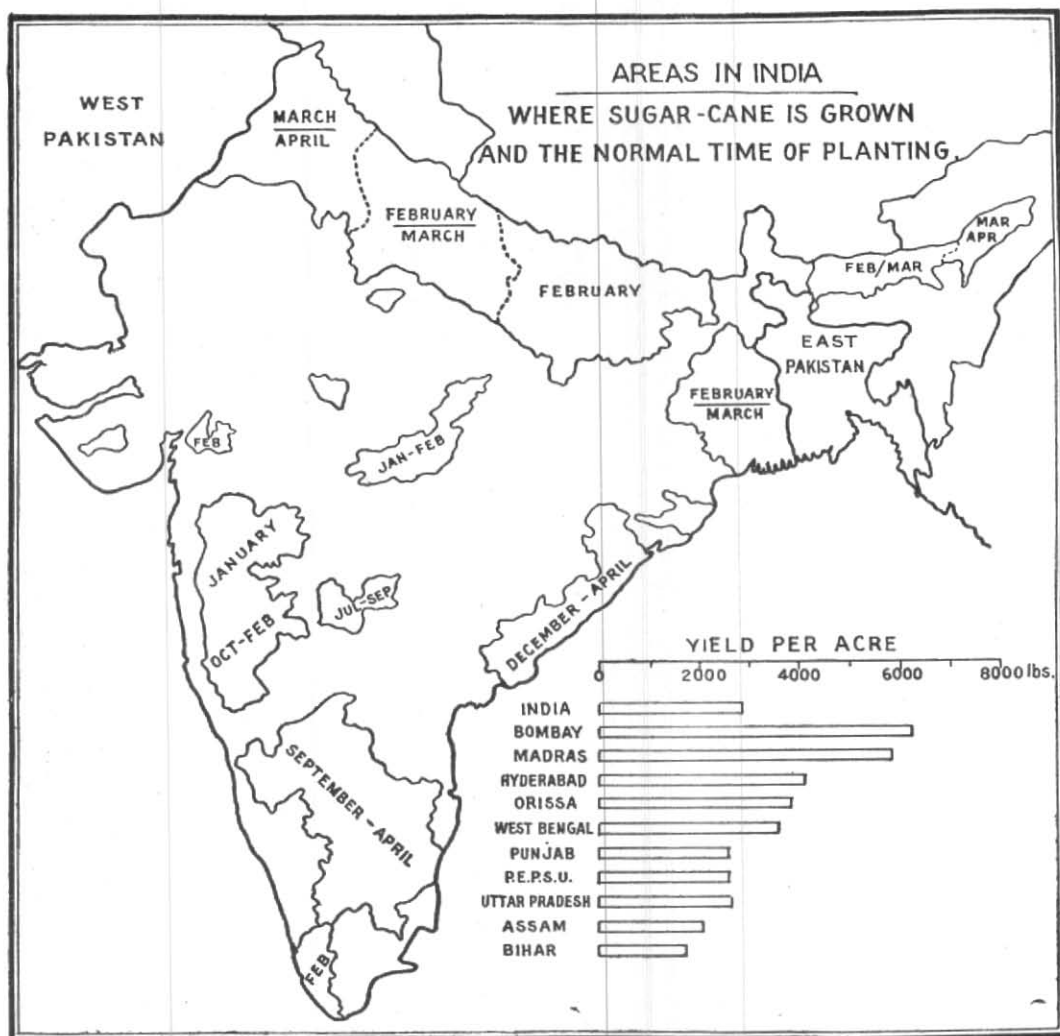 AREAS IN INDIA
WHERE SUGAR-CANE IS GROWN
AND THE NORMAL TIME OF PLANTING.
WEST
PAKISTAN
MARCH
APRIL
FEBRUARY
MARCH
FEBRUARY
MAR
APR
FEB/MAR
EAST
PAKISTAN
FEBRUARY
MARCH
FEB
JAN-FEB
JANUARY
OCT-FEB
JUL-SEP
DECEMBER-APRIL
SEPTEMBER-APRIL
FEB
YIELD PER ACRE
0 2000 4000 6000 8000 lbs.
INDIA
BOMBAY
MADRAS
HYDERABAD
ORISSA
WEST BENGAL
PUNJAB
P.E.P.S.U.
UTTAR PRADESH
ASSAM
BIHAR